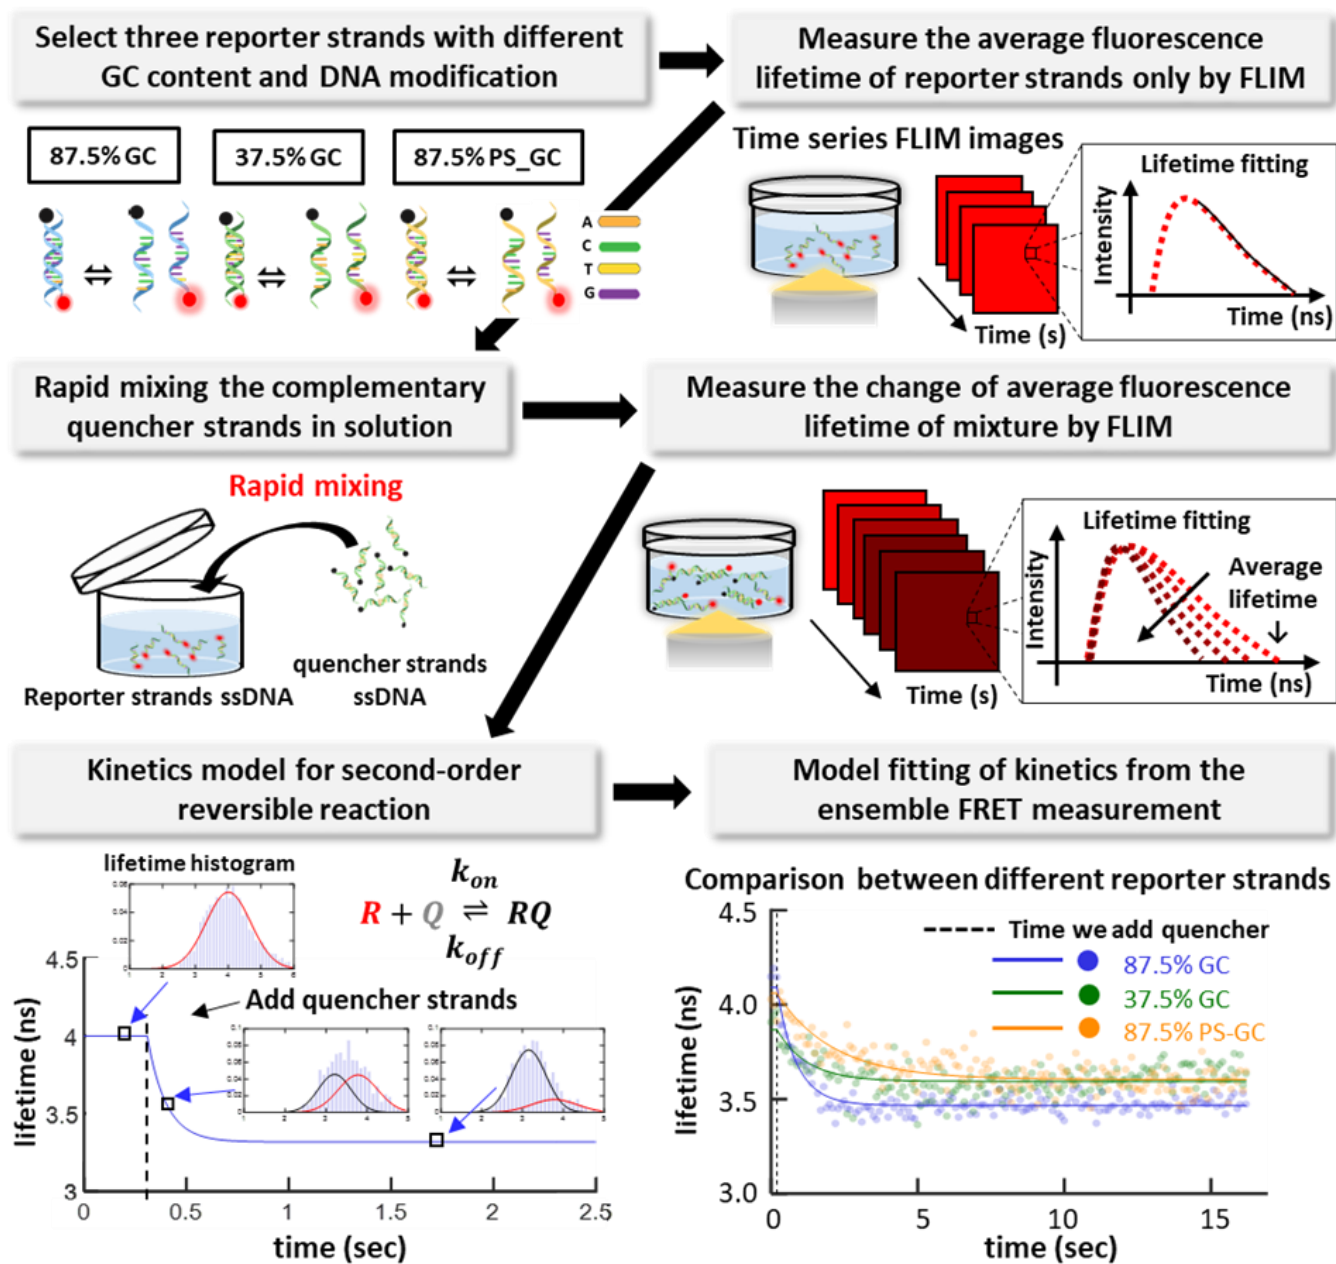 Select three reporter strands with different
GC content and DNA modification
Measure the average fluorescence
lifetime of reporter strands only by FLIM
87.5% GC
37.5% GC
87.5% PS_GC
A
C
T
G
Time series FLIM images
Time (s)
Lifetime fitting
Intensity
Time (ns)
Rapid mixing the complementary
quencher strands in solution
Measure the change of average fluorescence
lifetime of mixture by FLIM
Rapid mixing
Reporter strands ssDNA
quencher strands
ssDNA
Time (s)
Lifetime fitting
Intensity
Average
lifetime
Time (ns)
Kinetics model for second-order
reversible reaction
Model fitting of kinetics from the
ensemble FRET measurement
lifetime histogram
k_on
R + Q ⇌ RQ
k_off
Add quencher strands
4.5
4
3.5
3
lifetime (ns)
0 0.5 1 1.5 2 2.5
time (sec)
Comparison between different reporter strands
Time we add quencher
87.5% GC
37.5% GC
87.5% PS-GC
4.5
4.0
3.5
3.0
lifetime (ns)
0 5 10 15
time (sec)